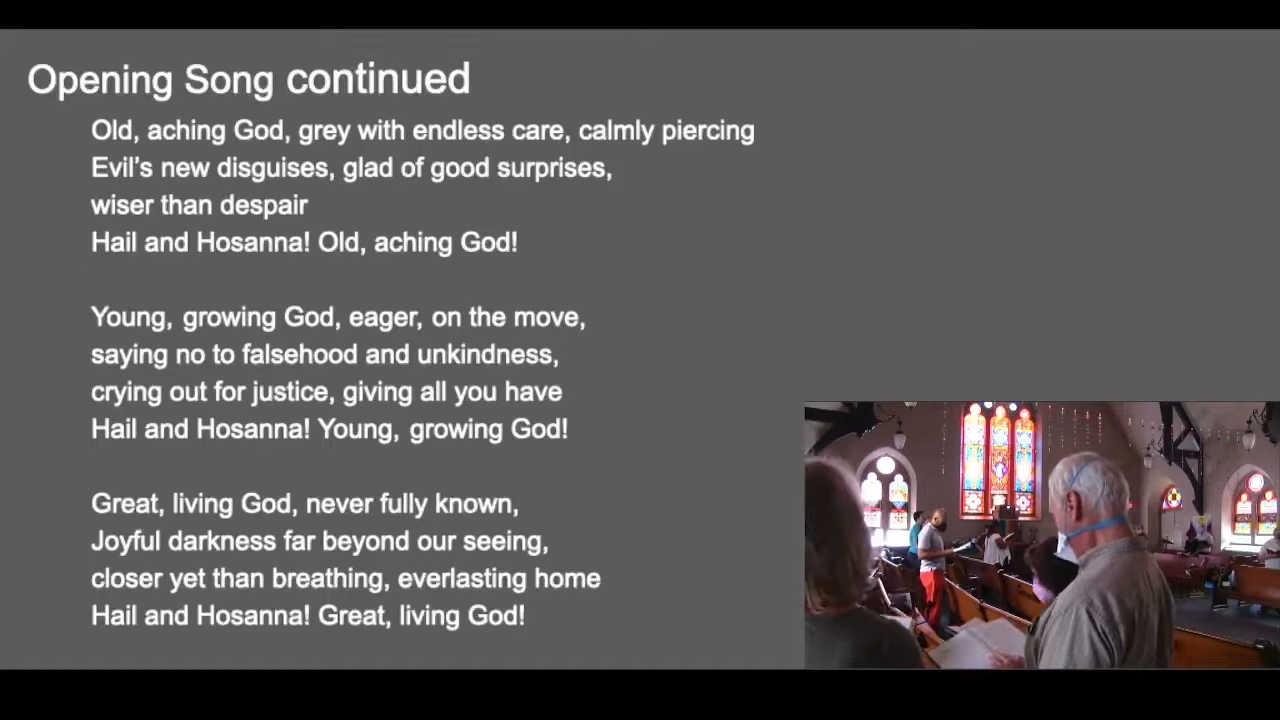 Opening Song continued
Old, aching God, grey with endless care, calmly piercing
Evil’s new disguises, glad of good surprises,
wiser than despair
Hail and Hosanna! Old, aching God!
Young, growing God, eager, on the move,
saying no to falsehood and unkindness,
crying out for justice, giving all you have
Hail and Hosanna! Young, growing God!
Great, living God, never fully known,
Joyful darkness far beyond our seeing,
closer yet than breathing, everlasting home
Hail and Hosanna! Great, living God!